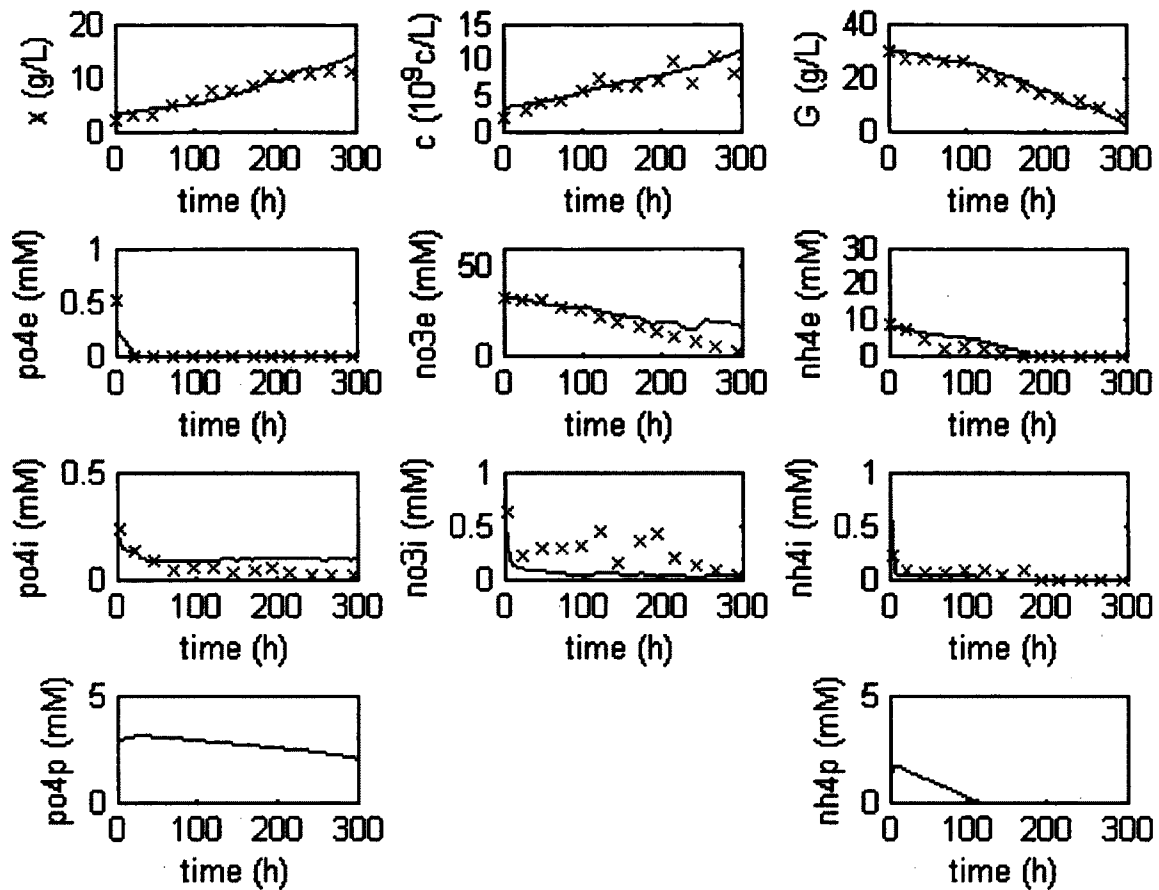 x (g/L)
20
10
0
0 100 200 300
time (h)
c (10⁹c/L)
15
10
5
0
0 100 200 300
time (h)
G (g/L)
40
20
0
0 100 200 300
time (h)
po4e (mM)
1
0.5
0
0 100 200 300
time (h)
no3e (mM)
50
0
0 100 200 300
time (h)
nh4e (mM)
30
20
10
0
0 100 200 300
time (h)
po4i (mM)
0.5
0
0 100 200 300
time (h)
no3i (mM)
1
0.5
0
0 100 200 300
time (h)
nh4i (mM)
1
0.5
0
0 100 200 300
time (h)
po4p (mM)
5
0
0 100 200 300
time (h)
nh4p (mM)
5
0
0 100 200 300
time (h)